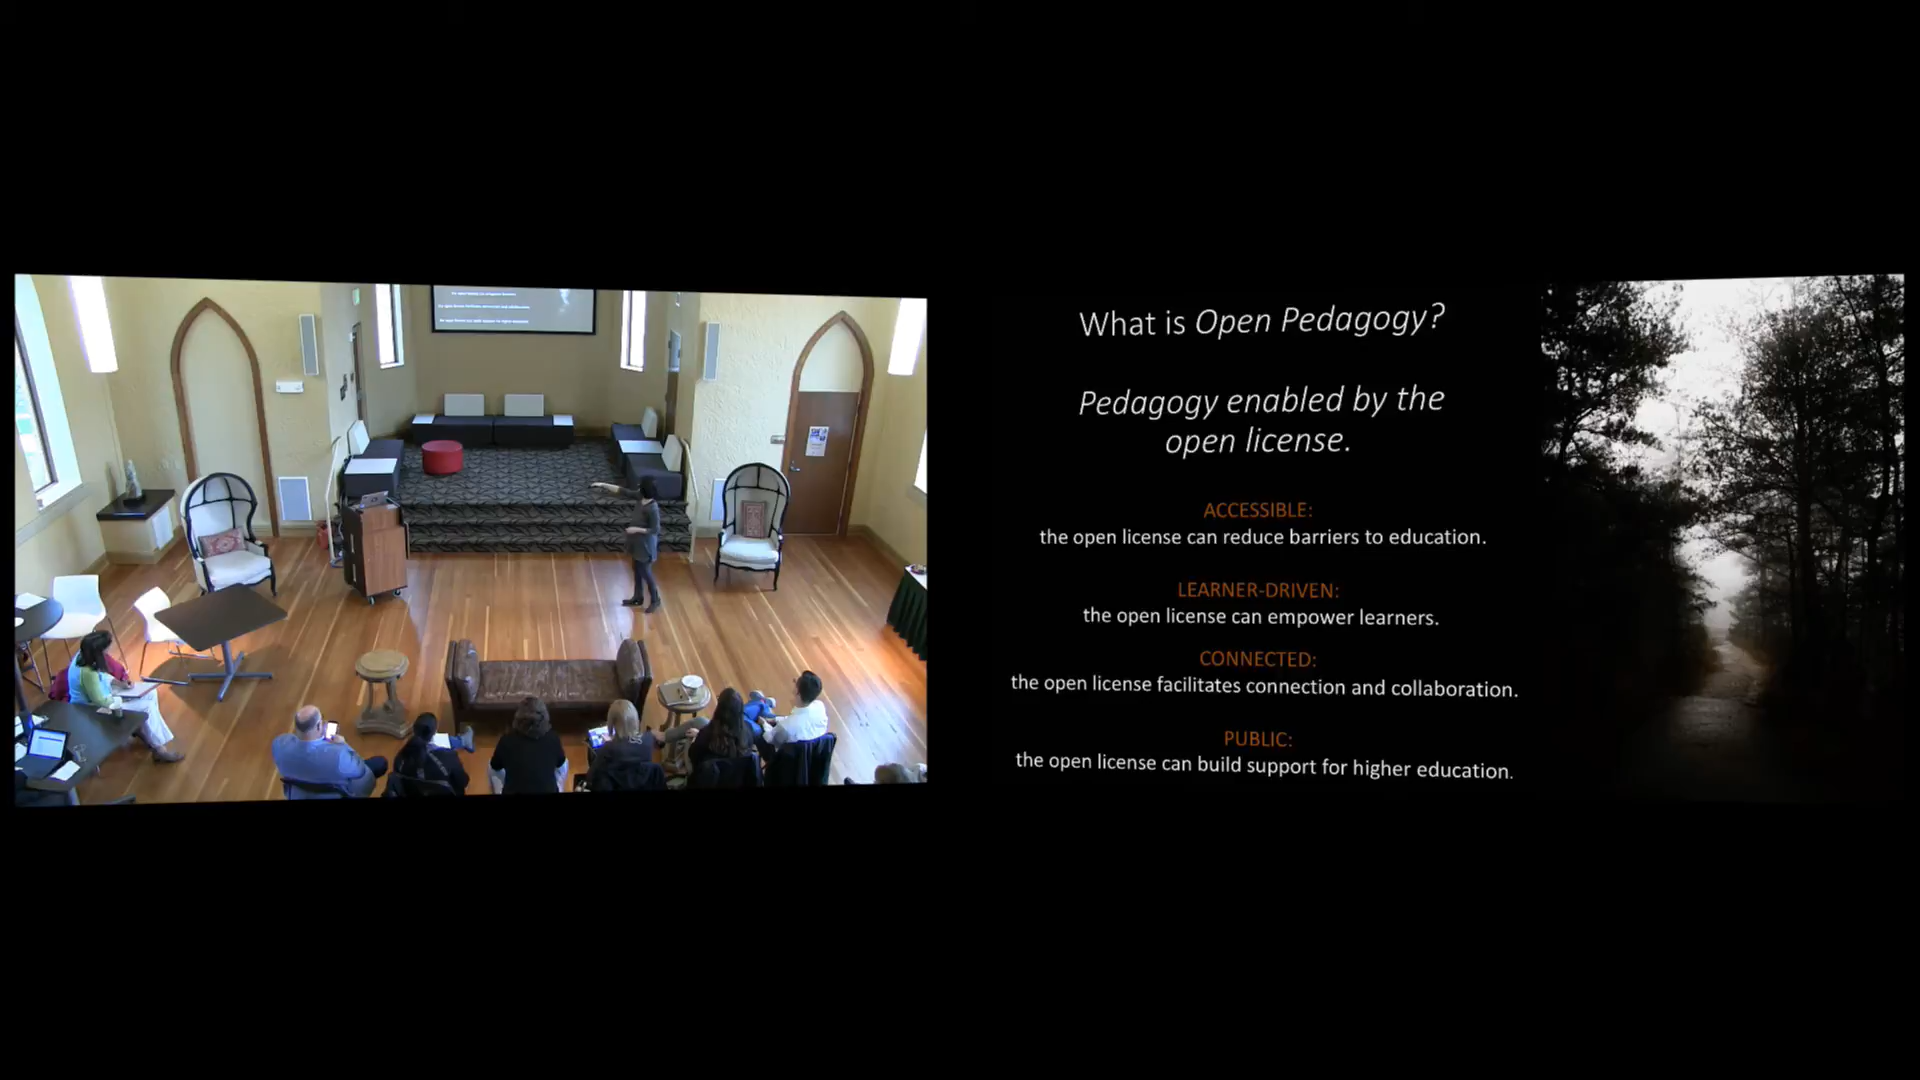 What is Open Pedagogy?
Pedagogy enabled by the
open license.
ACCESSIBLE:
the open license can reduce barriers to education.
LEARNER-DRIVEN:
the open license can empower learners.
CONNECTED:
the open license facilitates connection and collaboration.
PUBLIC:
the open license can build support for higher education.